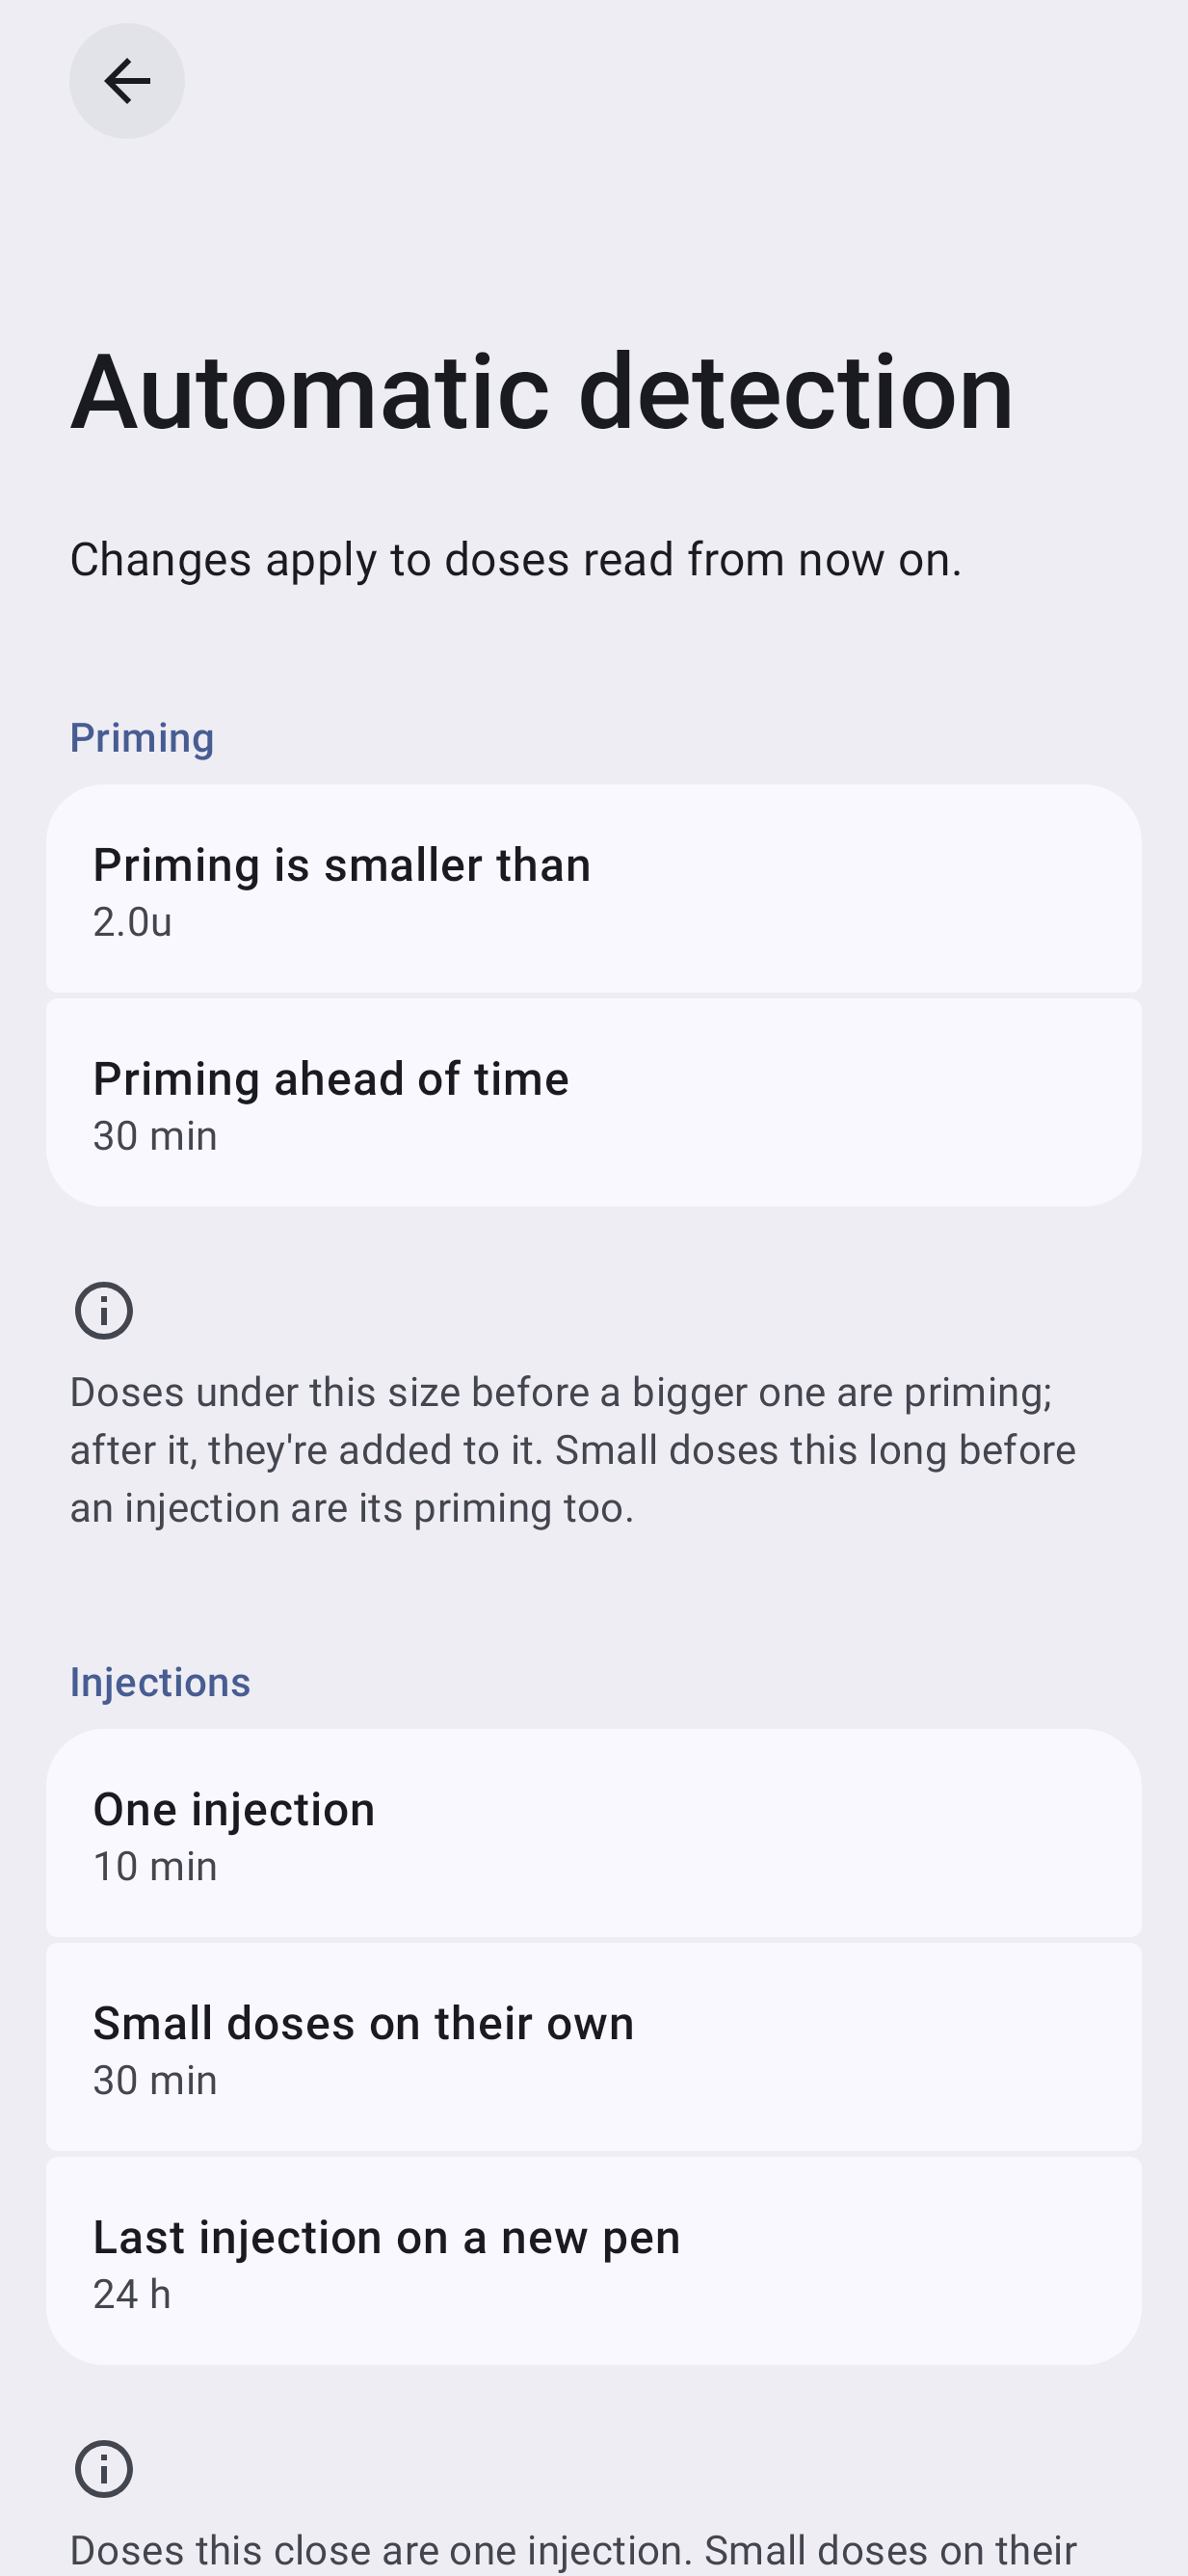 Automatic detection
Changes apply to doses read from now on.
Priming
Priming is smaller than
2.0u
Priming ahead of time
30 min
Doses under this size before a bigger one are priming;
after it, they're added to it. Small doses this long before
an injection are its priming too.
Injections
One injection
10 min
Small doses on their own
30 min
Last injection on a new pen
24 h
Doses this close are one injection. Small doses on their